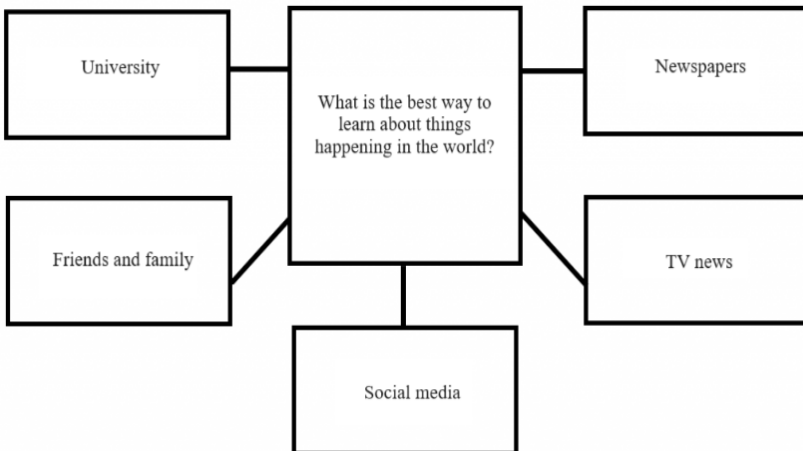 University
What is the best way to
learn about things
happening in the world?
Newspapers
Friends and family
TV news
Social media